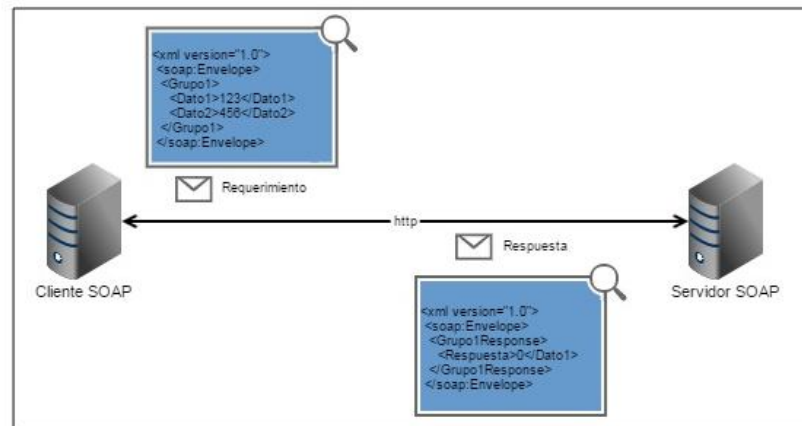 <xml version="1.0">
<soap:Envelope>
<Grupo1>
<Dato1>123</Dato1>
<Dato2>456</Dato2>
</Grupo1>
</soap:Envelope>
Requerimiento
http
Respuesta
Cliente SOAP
Servidor SOAP
<xml version="1.0">
<soap:Envelope>
<Grupo1Response>
<Respuesta>0</Dato1>
</Grupo1Response>
</soap:Envelope>